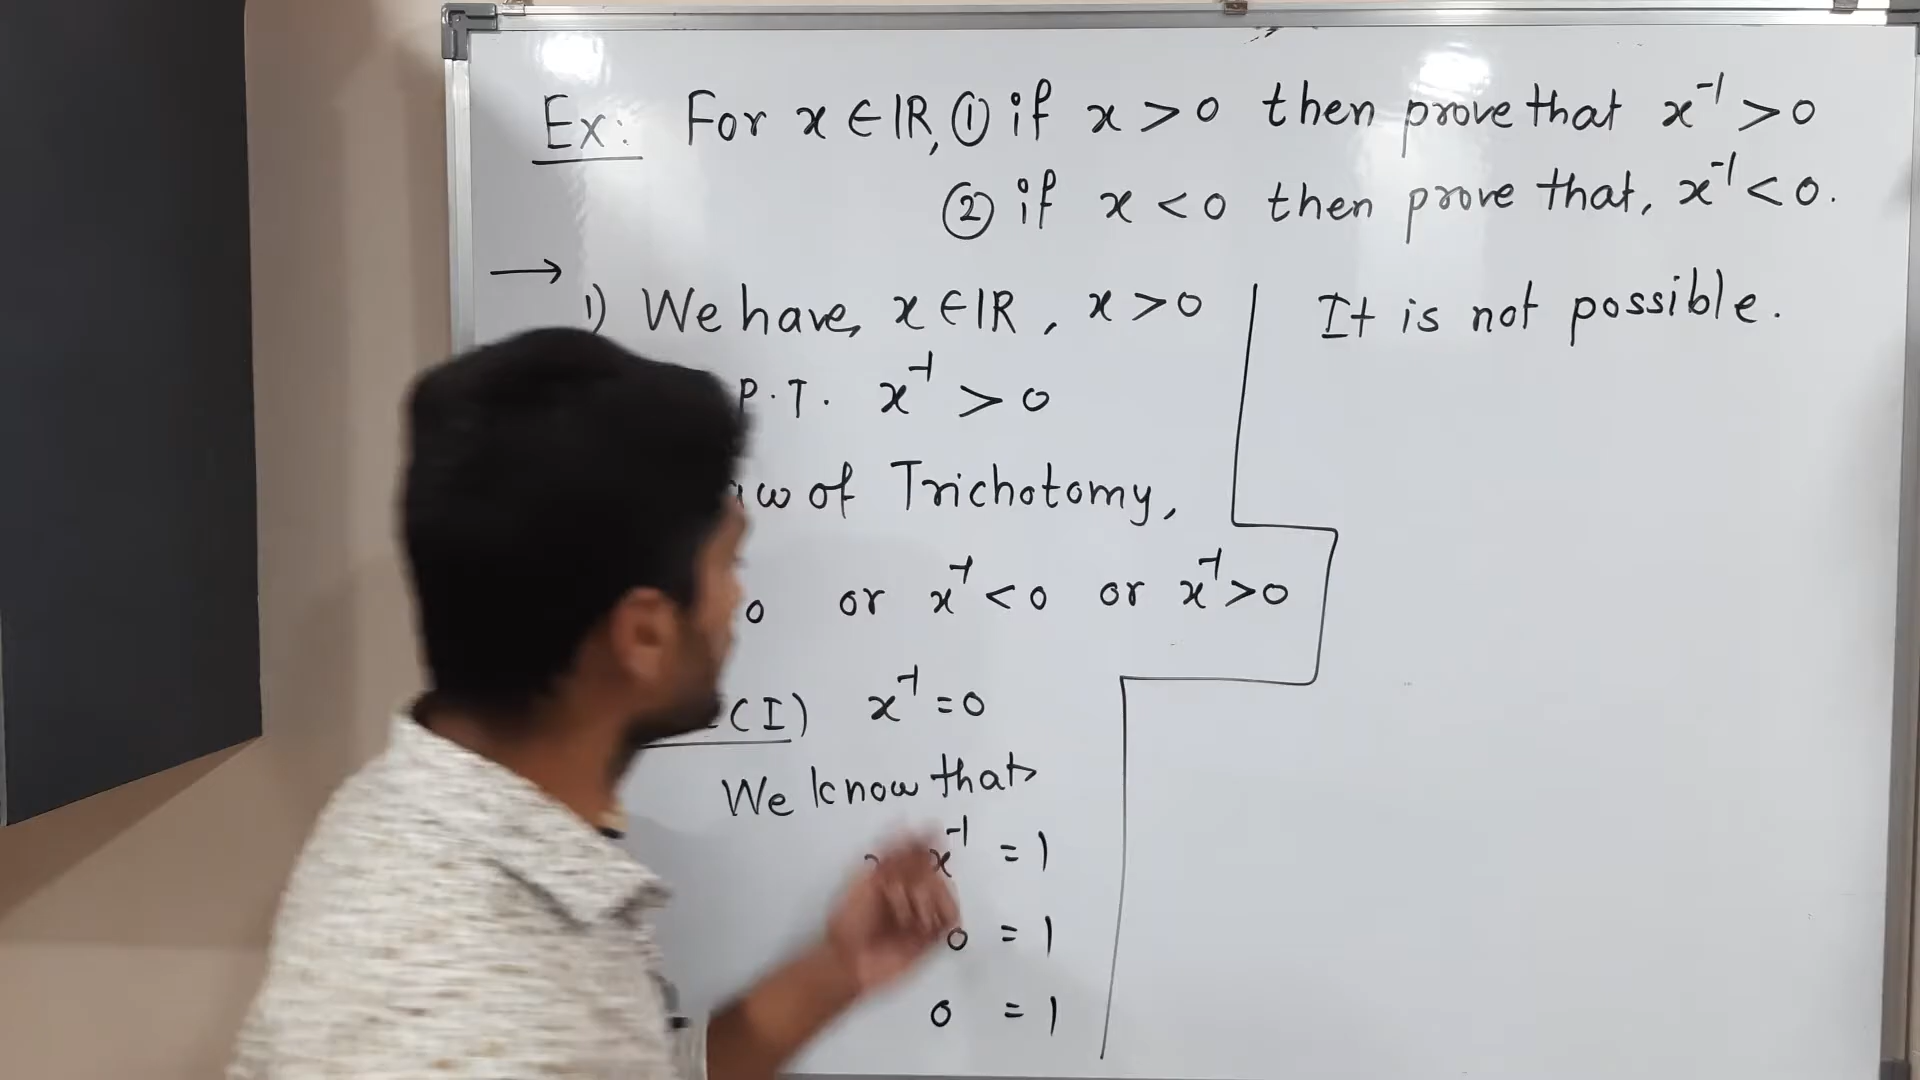 Ex: For x ∈ IR, ① if x > 0 then prove that x⁻¹ > 0
② if x < 0 then prove that, x⁻¹ < 0.
1) We have, x ∈ IR, x > 0
P.T. x⁻¹ > 0
of Trichotomy,
0 or x⁻¹ < 0 or x⁻¹ > 0
(I) x⁻¹ = 0
We know that
x⁻¹ = 1
0 = 1
0 = 1
It is not possible.